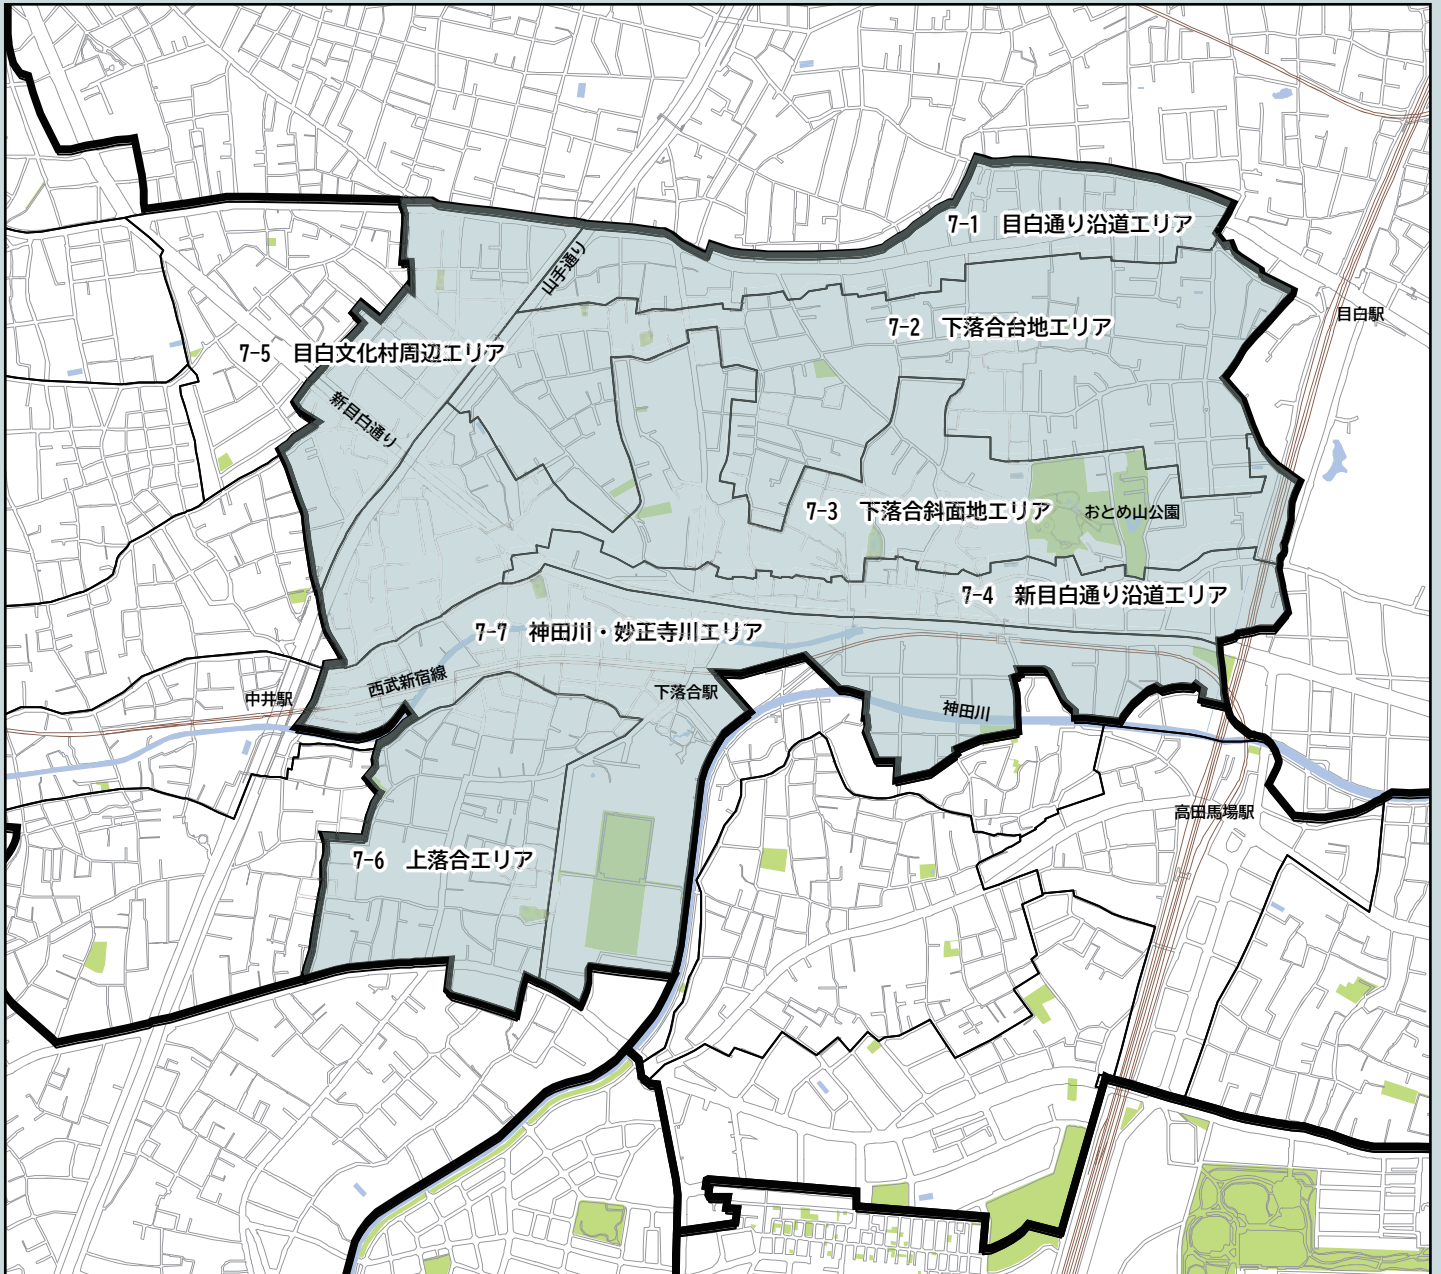 7-1 目白通り沿道エリア
山手通り
目白駅
7-2 下落合台地エリア
7-5 目白文化村周辺エリア
新目白通り
7-3 下落合斜面地エリア
おとめ山公園
7-4 新目白通り沿道エリア
7-7 神田川・妙正寺川エリア
西武新宿線
中井駅
下落合駅
神田川
高田馬場駅
7-6 上落合エリア